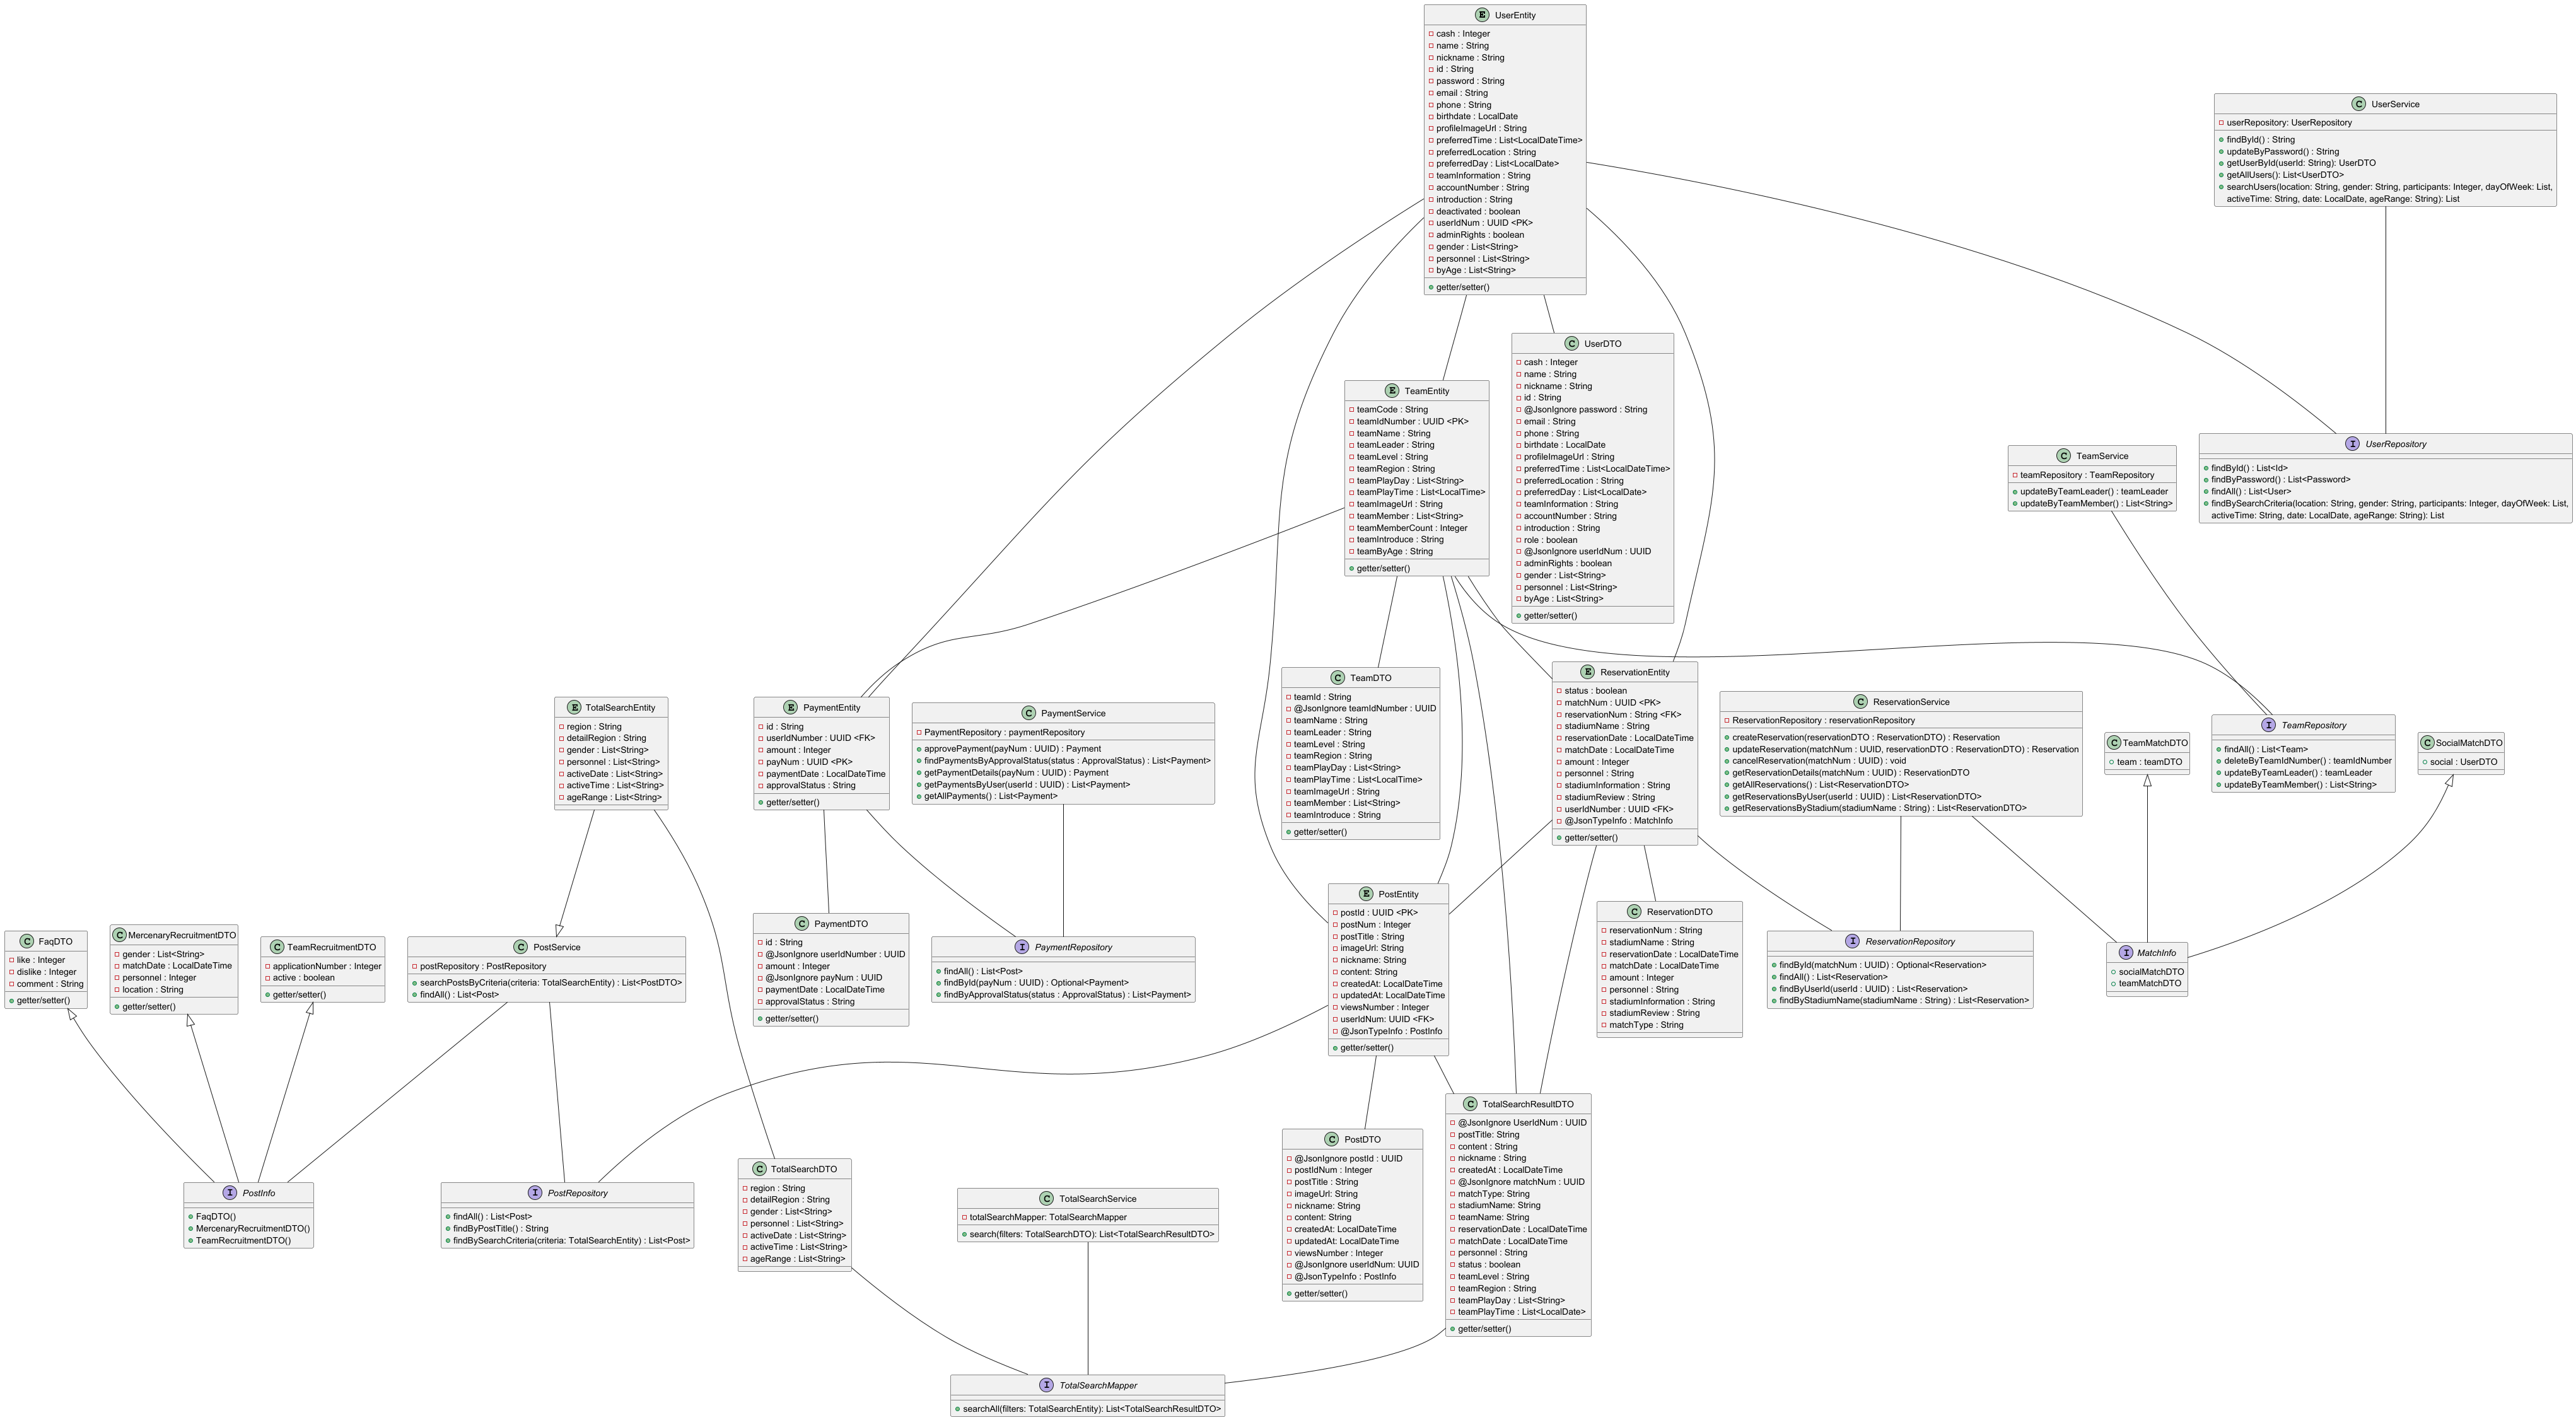 E UserEntity
cash : Integer
name : String
nickname : String
id : String
password : String
email : String
phone : String
birthdate : LocalDate
profileImageUrl : String
preferredTime : List<LocalDateTime>
preferredLocation : String
preferredDay : List<LocalDate>
teamInformation : String
accountNumber : String
introduction : String
deactivated : boolean
userIdNum : UUID <PK>
adminRights : boolean
gender : List<String>
personnel : List<String>
byAge : List<String>
getter/setter()
C UserService
userRepository: UserRepository
findById() : String
updateByPassword() : String
getUserById(userId: String): UserDTO
getAllUsers(): List<UserDTO>
searchUsers(location: String, gender: String, participants: Integer, dayOfWeek: List,
activeTime: String, date: LocalDate, ageRange: String): List
C UserDTO
cash : Integer
name : String
nickname : String
id : String
@JsonIgnore password : String
email : String
phone : String
birthdate : LocalDate
profileImageUrl : String
preferredTime : List<LocalDateTime>
preferredLocation : String
preferredDay : List<LocalDate>
teamInformation : String
accountNumber : String
introduction : String
role : boolean
@JsonIgnore userIdNum : UUID
adminRights : boolean
gender : List<String>
personnel : List<String>
byAge : List<String>
getter/setter()
E TeamEntity
teamCode : String
teamIdNumber : UUID <PK>
teamName : String
teamLeader : String
teamLevel : String
teamRegion : String
teamPlayDay : List<String>
teamPlayTime : List<LocalTime>
teamImageUrl : String
teamMember : List<String>
teamMemberCount : Integer
teamIntroduce : String
teamByAge : String
getter/setter()
C TeamService
teamRepository : TeamRepository
updateByTeamLeader() : teamLeader
updateByTeamMember() : List<String>
I UserRepository
findById() : List<Id>
findByPassword() : List<Password>
findAll() : List<User>
findBySearchCriteria(location: String, gender: String, participants: Integer, dayOfWeek: List,
activeTime: String, date: LocalDate, ageRange: String): List
E TotalSearchEntity
region : String
detailRegion : String
gender : List<String>
personnel : List<String>
activeDate : List<String>
activeTime : List<String>
ageRange : List<String>
E PaymentEntity
id : String
userIdNumber : UUID <FK>
amount : Integer
payNum : UUID <PK>
paymentDate : LocalDateTime
approvalStatus : String
getter/setter()
C PaymentService
PaymentRepository : paymentRepository
approvePayment(payNum : UUID) : Payment
findPaymentsByApprovalStatus(status : ApprovalStatus) : List<Payment>
getPaymentDetails(payNum : UUID) : Payment
getPaymentsByUser(userId : UUID) : List<Payment>
getAllPayments() : List<Payment>
C TeamDTO
teamId : String
@JsonIgnore teamIdNumber : UUID
teamName : String
teamLeader : String
teamLevel : String
teamRegion : String
teamPlayDay : List<String>
teamPlayTime : List<LocalTime>
teamImageUrl : String
teamMember : List<String>
teamIntroduce : String
getter/setter()
E ReservationEntity
status : boolean
matchNum : UUID <PK>
reservationNum : String <FK>
stadiumName : String
reservationDate : LocalDateTime
matchDate : LocalDateTime
amount : Integer
personnel : String
stadiumInformation : String
stadiumReview : String
userIdNumber : UUID <FK>
@JsonTypeInfo : MatchInfo
getter/setter()
C ReservationService
ReservationRepository : reservationRepository
createReservation(reservationDTO : ReservationDTO) : Reservation
updateReservation(matchNum : UUID, reservationDTO : ReservationDTO) : Reservation
cancelReservation(matchNum : UUID) : void
getReservationDetails(matchNum : UUID) : ReservationDTO
getAllReservations() : List<ReservationDTO>
getReservationsByUser(userId : UUID) : List<ReservationDTO>
getReservationsByStadium(stadiumName : String) : List<ReservationDTO>
C TeamMatchDTO
team : teamDTO
I TeamRepository
findAll() : List<Team>
deleteByTeamIdNumber() : teamIdNumber
updateByTeamLeader() : teamLeader
updateByTeamMember() : List<String>
C SocialMatchDTO
social : UserDTO
C FaqDTO
like : Integer
dislike : Integer
comment : String
getter/setter()
C MercenaryRecruitmentDTO
gender : List<String>
matchDate : LocalDateTime
personnel : Integer
location : String
getter/setter()
C TeamRecruitmentDTO
applicationNumber : Integer
active : boolean
getter/setter()
C PostService
postRepository : PostRepository
searchPostsByCriteria(criteria: TotalSearchEntity) : List<PostDTO>
findAll() : List<Post>
C PaymentDTO
id : String
@JsonIgnore userIdNumber : UUID
amount : Integer
@JsonIgnore payNum : UUID
paymentDate : LocalDateTime
approvalStatus : String
getter/setter()
I PaymentRepository
findAll() : List<Post>
findById(payNum : UUID) : Optional<Payment>
findByApprovalStatus(status : ApprovalStatus) : List<Payment>
E PostEntity
postId : UUID <PK>
postNum : Integer
postTitle : String
imageUrl: String
nickname: String
content: String
createdAt: LocalDateTime
updatedAt: LocalDateTime
viewsNumber : Integer
userIdNum: UUID <FK>
@JsonTypeInfo : PostInfo
getter/setter()
C ReservationDTO
reservationNum : String
stadiumName : String
reservationDate : LocalDateTime
matchDate : LocalDateTime
amount : Integer
personnel : String
stadiumInformation : String
stadiumReview : String
matchType : String
I ReservationRepository
findById(matchNum : UUID) : Optional<Reservation>
findAll() : List<Reservation>
findByUserId(userId : UUID) : List<Reservation>
findByStadiumName(stadiumName : String) : List<Reservation>
I MatchInfo
socialMatchDTO
teamMatchDTO
I PostInfo
FaqDTO()
MercenaryRecruitmentDTO()
TeamRecruitmentDTO()
I PostRepository
findAll() : List<Post>
findByPostTitle() : String
findBySearchCriteria(criteria: TotalSearchEntity) : List<Post>
C TotalSearchDTO
region : String
detailRegion : String
gender : List<String>
personnel : List<String>
activeDate : List<String>
activeTime : List<String>
ageRange : List<String>
C TotalSearchService
totalSearchMapper: TotalSearchMapper
search(filters: TotalSearchDTO): List<TotalSearchResultDTO>
C PostDTO
@JsonIgnore postId : UUID
postIdNum : Integer
postTitle : String
imageUrl: String
nickname: String
content: String
createdAt: LocalDateTime
updatedAt: LocalDateTime
viewsNumber : Integer
@JsonIgnore userIdNum: UUID
@JsonTypeInfo : PostInfo
getter/setter()
C TotalSearchResultDTO
@JsonIgnore UserIdNum : UUID
postTitle: String
content : String
nickname : String
createdAt : LocalDateTime
@JsonIgnore matchNum : UUID
matchType: String
stadiumName: String
teamName: String
reservationDate : LocalDateTime
matchDate : LocalDateTime
personnel : String
status : boolean
teamLevel : String
teamRegion : String
teamPlayDay : List<String>
teamPlayTime : List<LocalDate>
getter/setter()
I TotalSearchMapper
searchAll(filters: TotalSearchEntity): List<TotalSearchResultDTO>